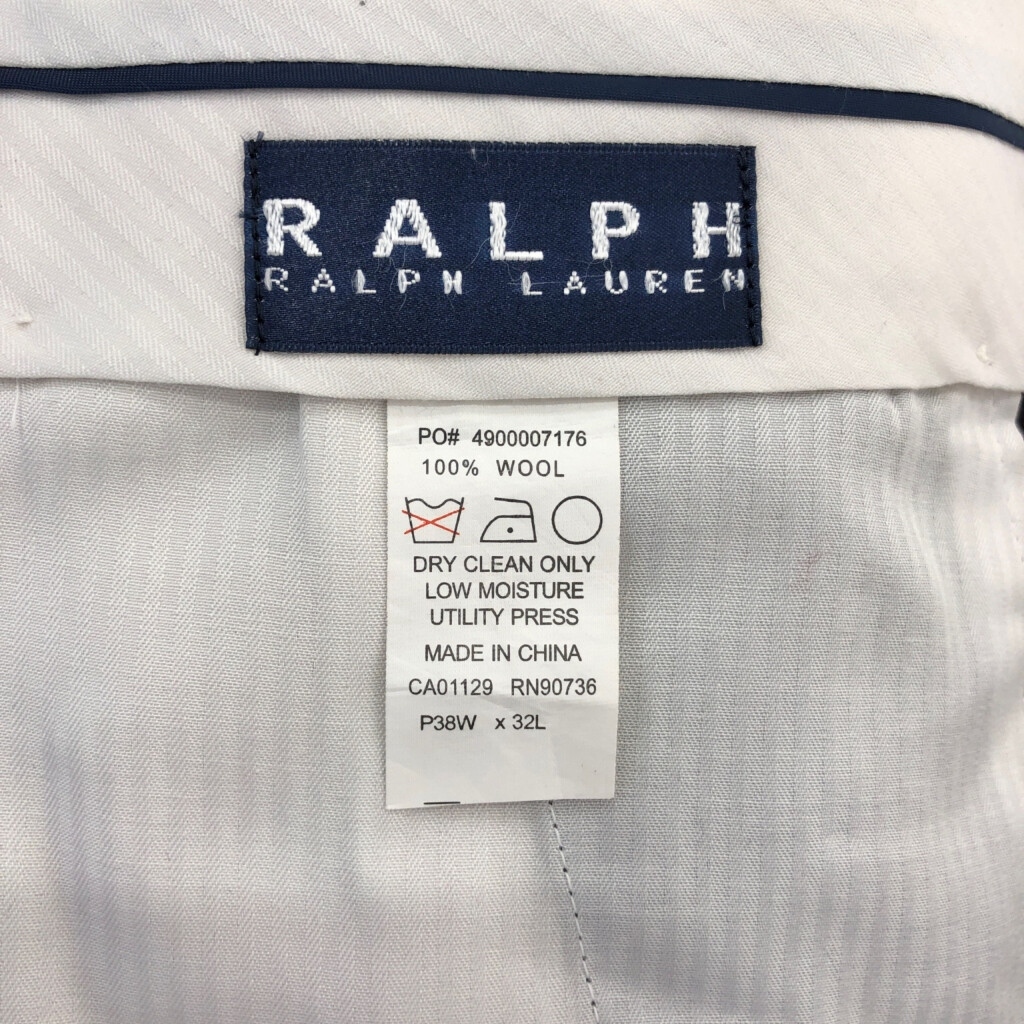 RALPH
RALPH LAUREN
PO# 4900007176
100% WOOL
DRY CLEAN ONLY
LOW MOISTURE
UTILITY PRESS
MADE IN CHINA
CA01129 RN90736
P38W x 32L